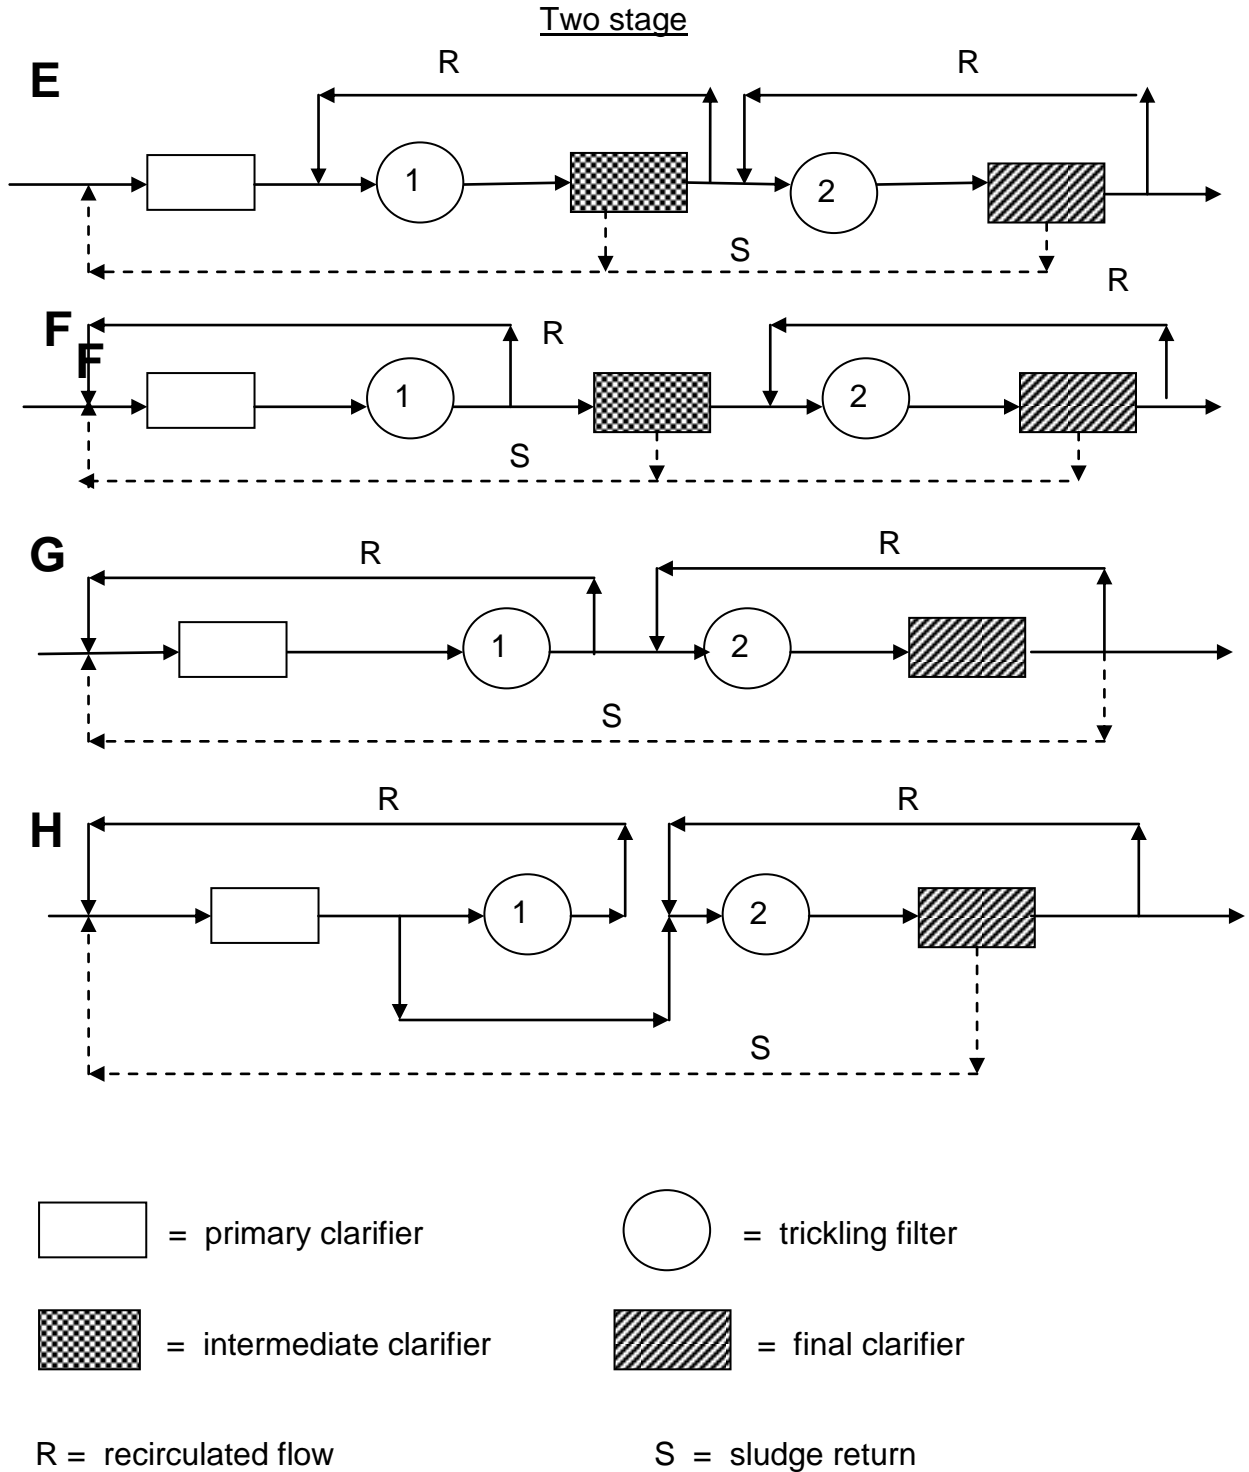 Two stage
R R
E
1 2
S
R
F R
F
1 2
S
G R R
1 2
S
R R
H
1 2
S
= primary clarifier = trickling filter
= intermediate clarifier = final clarifier
R = recirculated flow S = sludge return